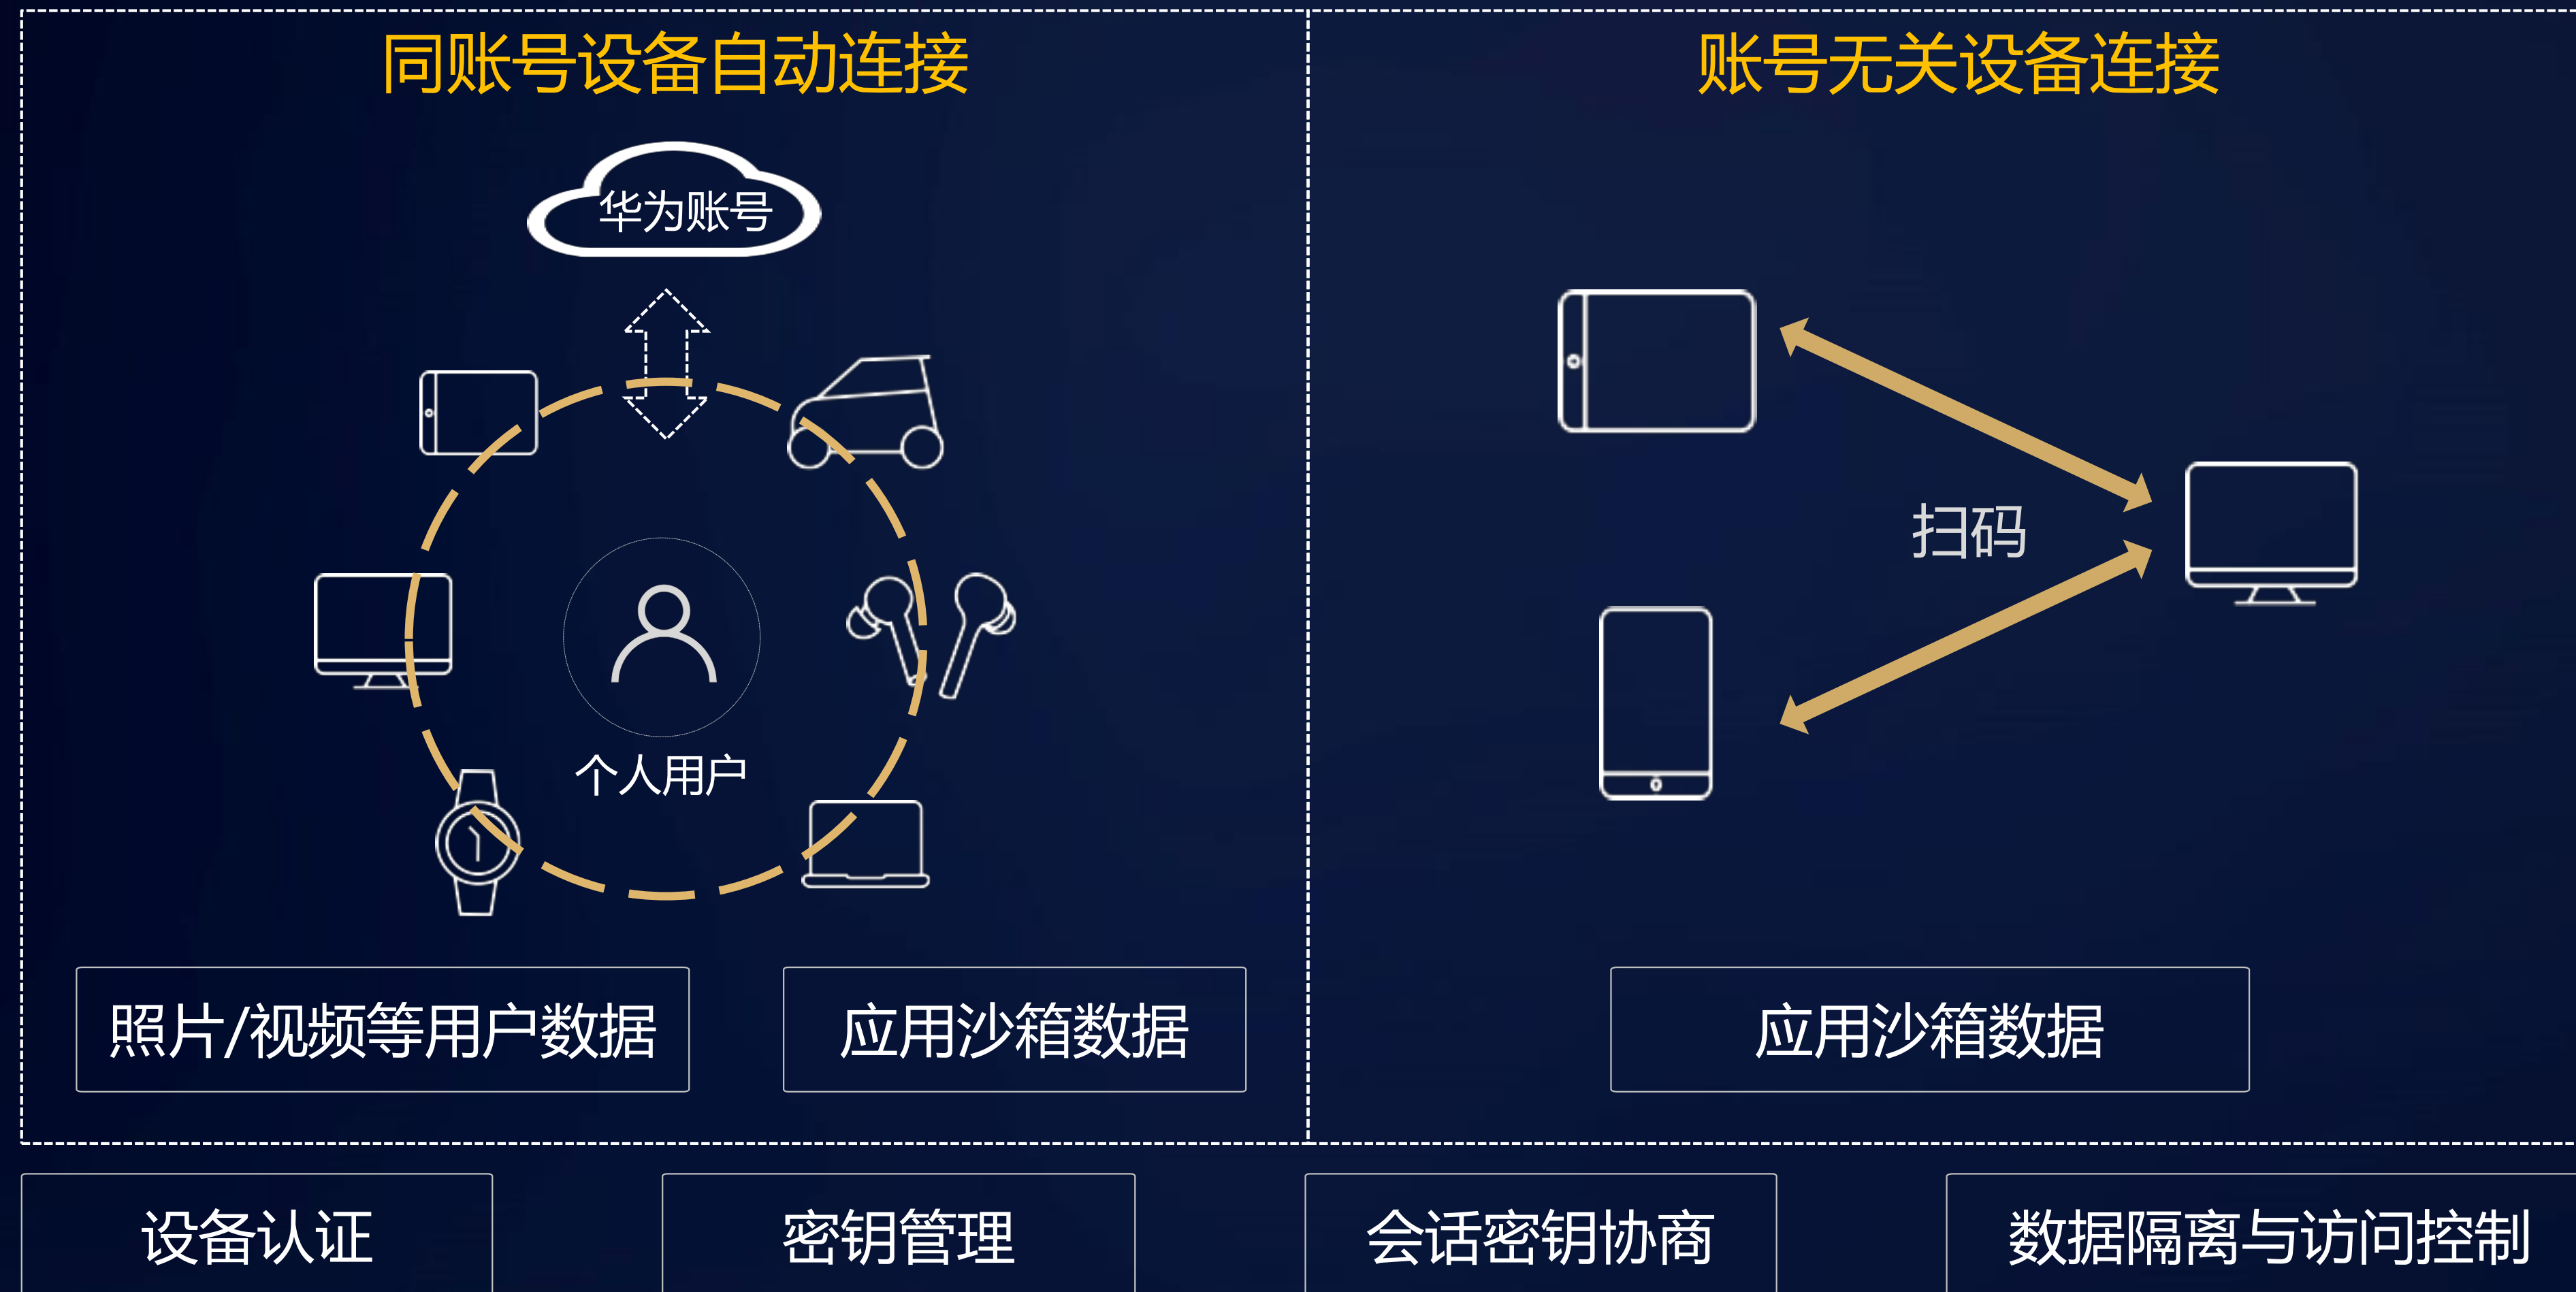 同账号设备自动连接
华为账号
个人用户
照片/视频等用户数据
应用沙箱数据
账号无关设备连接
扫码
应用沙箱数据
设备认证
密钥管理
会话密钥协商
数据隔离与访问控制